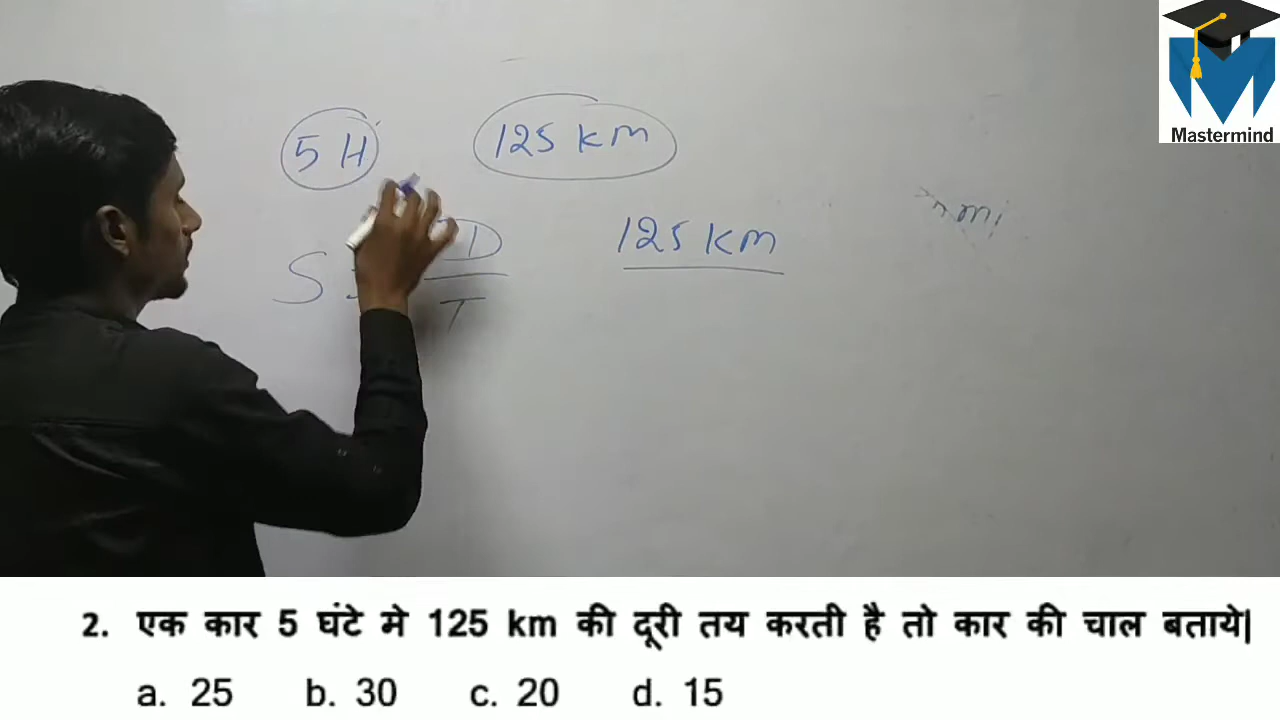 Mastermind
5 H 125 km
S D 125 km
T
2. एक कार 5 घंटे मे 125 km की दूरी तय करती है तो कार की चाल बताये|
a. 25 b. 30 c. 20 d. 15